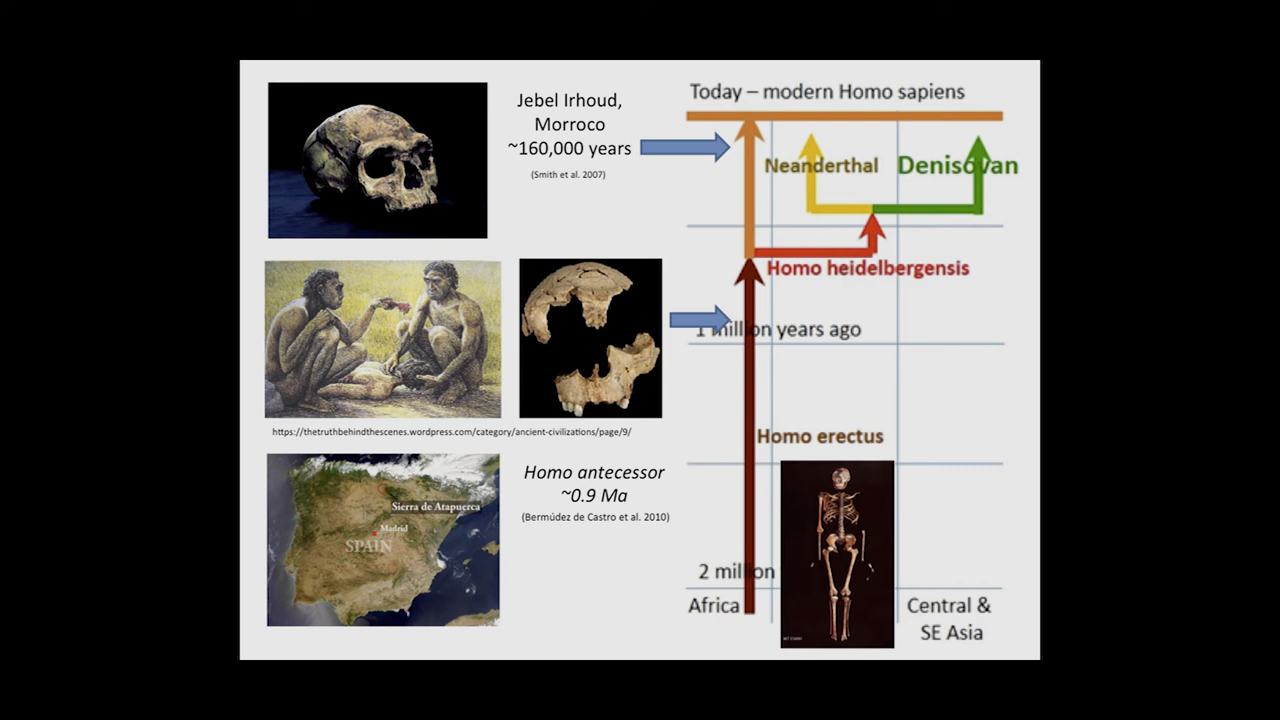 Jebel Irhoud,
Morroco
~160,000 years
(Smith et al. 2007)
https://thetruthbehindthescenes.wordpress.com/category/ancient-civilizations/page/9/
Sierra de Atapuerca
Madrid
SPAIN
Homo antecessor
~0.9 Ma
(Bermúdez de Castro et al. 2010)
Today – modern Homo sapiens
Neanderthal
Denisovan
Homo heidelbergensis
1 million years ago
Homo erectus
2 million
Africa
Central &
SE Asia